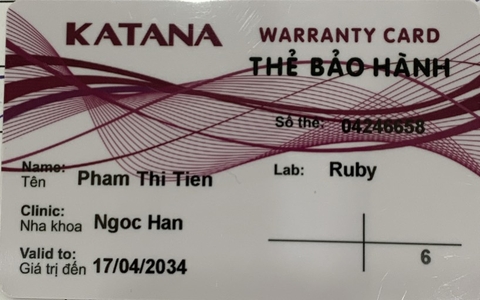 KATANA
WARRANTY CARD
THẺ BẢO HÀNH
Số thẻ: 04246658
Name:
Tên Pham Thi Tien
Lab: Ruby
Clinic:
Nha khoa Ngoc Han
Valid to:
Giá trị đến 17/04/2034
6